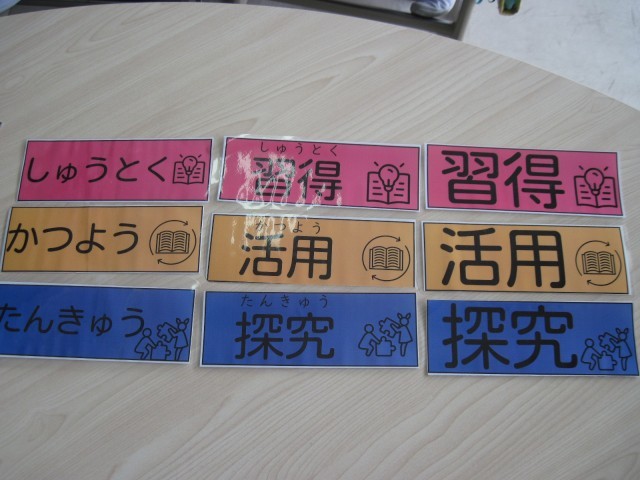 しゅうとく
しゅうとく
習得
習得
かつよう
かつよう
活用
活用
たんきゅう
たんきゅう
探究
探究